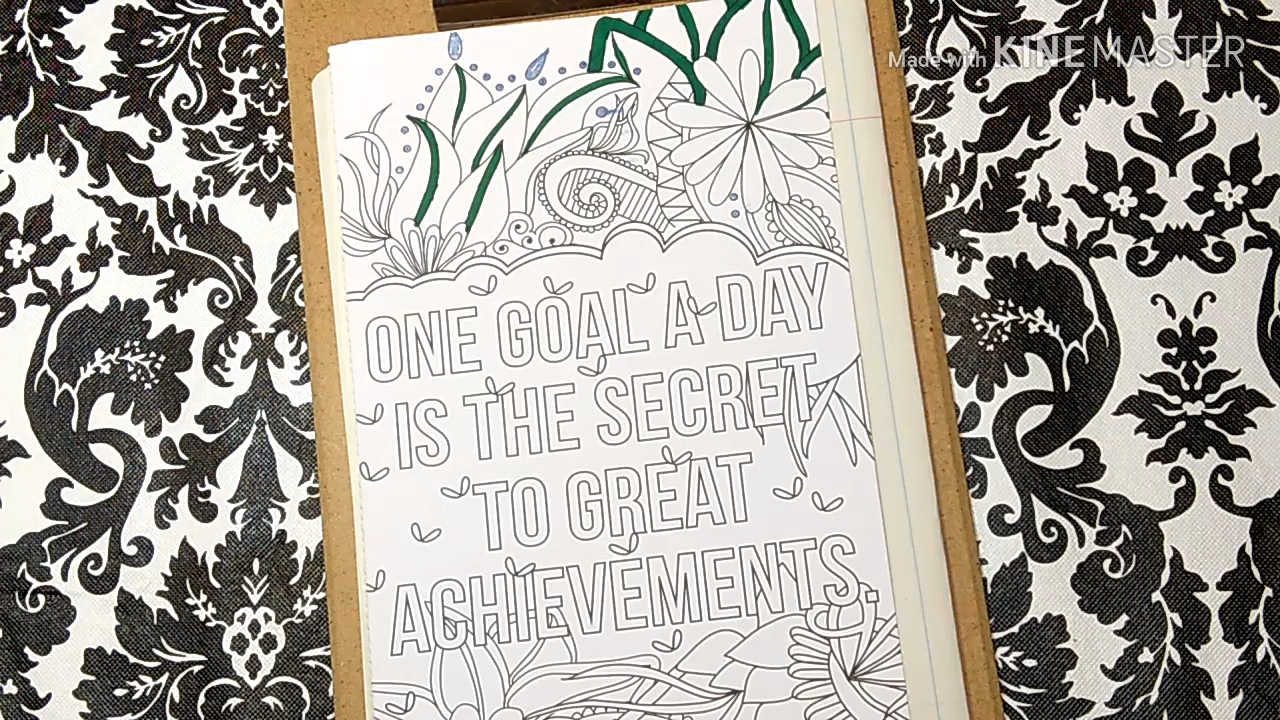 Made with KINEMASTER
ONE GOAL A DAY
IS THE SECRET
TO GREAT
ACHIEVEMENTS.